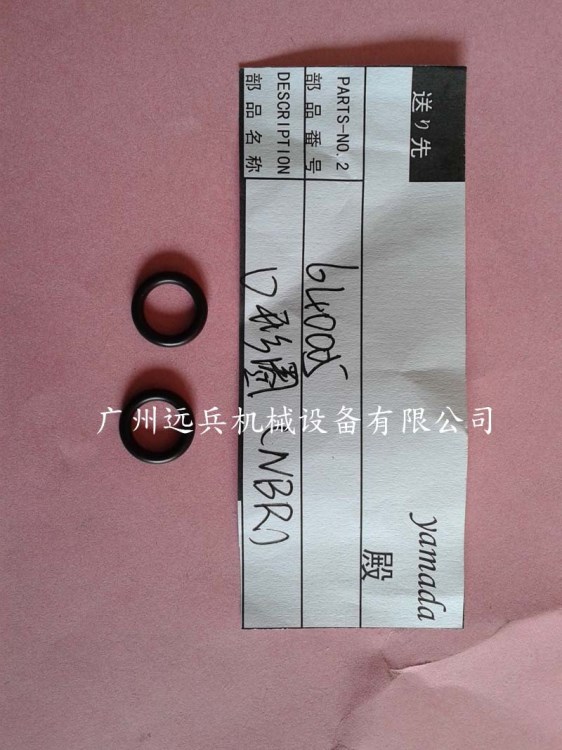 送り先
yamada
殿
PARTS-NO.2
部品番号
64005
DESCRIPTION
部品名称
O形圈(NBR)
广州远兵机械设备有限公司